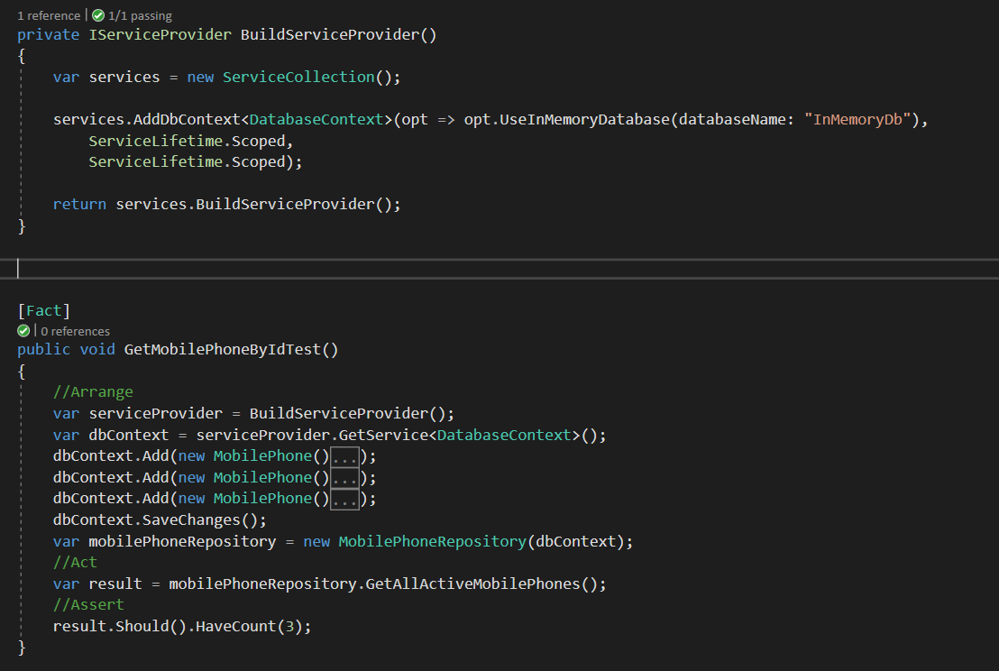 1 reference | 1/1 passing
private IServiceProvider BuildServiceProvider()
{
var services = new ServiceCollection();
services.AddDbContext<DatabaseContext>(opt => opt.UseInMemoryDatabase(databaseName: "InMemoryDb"),
ServiceLifetime.Scoped,
ServiceLifetime.Scoped);
return services.BuildServiceProvider();
}
[Fact]
| 0 references
public void GetMobilePhoneByIdTest()
{
//Arrange
var serviceProvider = BuildServiceProvider();
var dbContext = serviceProvider.GetService<DatabaseContext>();
dbContext.Add(new MobilePhone()...);
dbContext.Add(new MobilePhone()...);
dbContext.Add(new MobilePhone()...);
dbContext.SaveChanges();
var mobilePhoneRepository = new MobilePhoneRepository(dbContext);
//Act
var result = mobilePhoneRepository.GetAllActiveMobilePhones();
//Assert
result.Should().HaveCount(3);
}